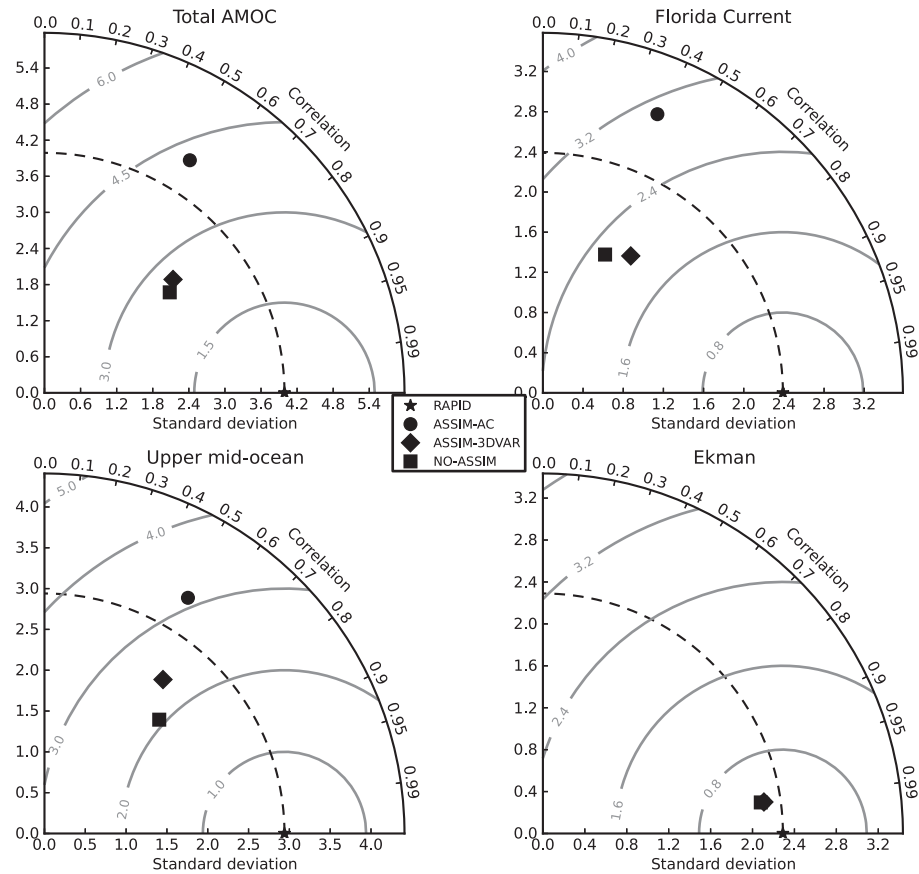 Total AMOC
0.0 0.1 0.2 0.3 0.4 0.5 0.6 0.7 0.8 0.9 0.95 0.99
Correlation
5.4
4.8
4.2
3.6
3.0
2.4
1.8
1.2
0.6
0.0
6.0
4.5
3.0
1.5
0.0 0.6 1.2 1.8 2.4 3.0 3.6 4.2 4.8 5.4
Standard deviation
Florida Current
0.0 0.1 0.2 0.3 0.4 0.5 0.6 0.7 0.8 0.9 0.95 0.99
Correlation
3.6
3.2
2.8
2.4
2.0
1.6
1.2
0.8
0.4
0.0
4.0
3.2
2.4
1.6
0.8
0.0 0.4 0.8 1.2 1.6 2.0 2.4 2.8 3.2
Standard deviation
RAPID
ASSIM-AC
ASSIM-3DVAR
NO-ASSIM
Upper mid-ocean
0.0 0.1 0.2 0.3 0.4 0.5 0.6 0.7 0.8 0.9 0.95 0.99
Correlation
4.0
3.5
3.0
2.5
2.0
1.5
1.0
0.5
0.0
5.0
4.0
3.0
2.0
1.0
0.0 0.5 1.0 1.5 2.0 2.5 3.0 3.5 4.0
Standard deviation
Ekman
0.0 0.1 0.2 0.3 0.4 0.5 0.6 0.7 0.8 0.9 0.95 0.99
Correlation
3.2
2.8
2.4
2.0
1.6
1.2
0.8
0.4
0.0
3.2
2.4
1.6
0.8
0.0 0.4 0.8 1.2 1.6 2.0 2.4 2.8 3.2
Standard deviation